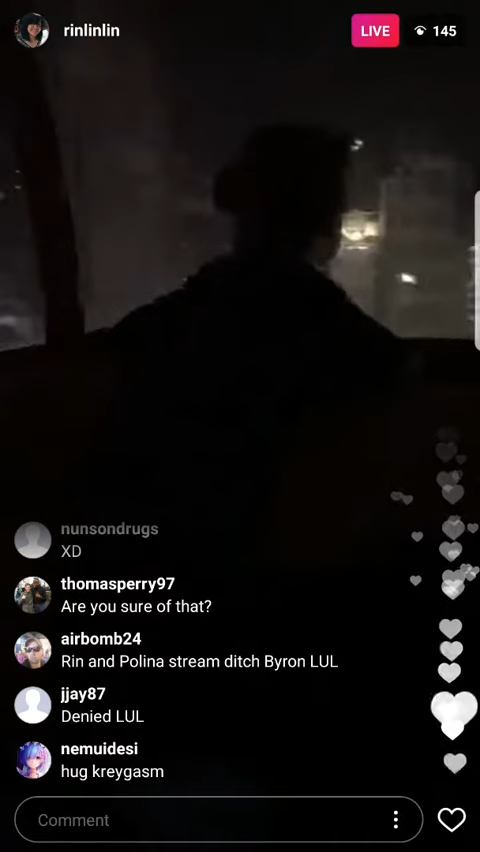 rinlinlin
LIVE
145
nunsondrugs
XD
thomasperry97
Are you sure of that?
airbomb24
Rin and Polina stream ditch Byron LUL
jjay87
Denied LUL
nemuidesi
hug kreygasm
Comment